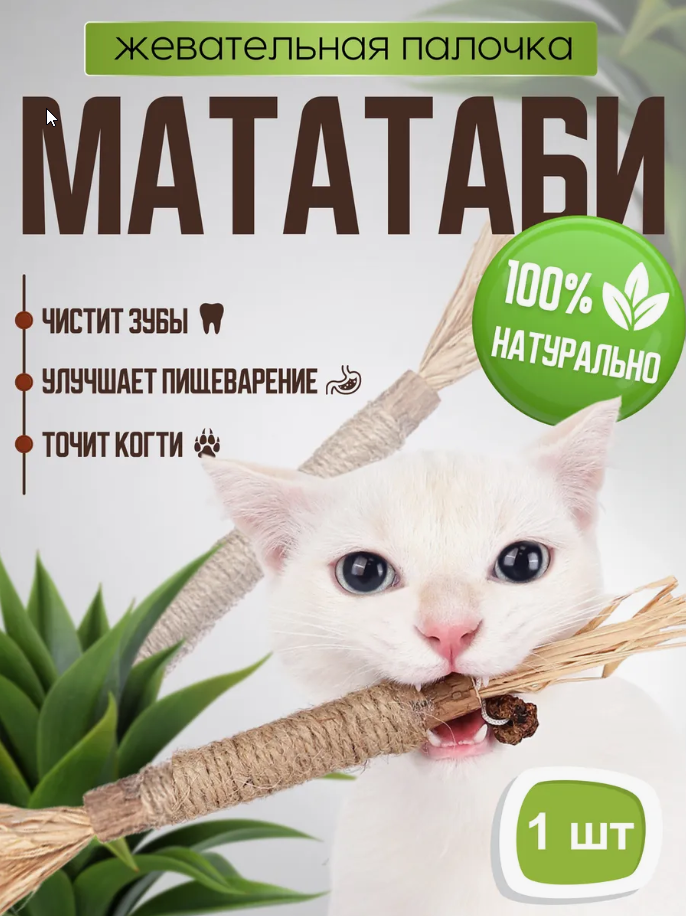 жевательная палочка
МАТАТАБИ
100%
НАТУРАЛЬНО
ЧИСТИТ ЗУБЫ
УЛУЧШАЕТ ПИЩЕВАРЕНИЕ
ТОЧИТ КОГТИ
1 шт